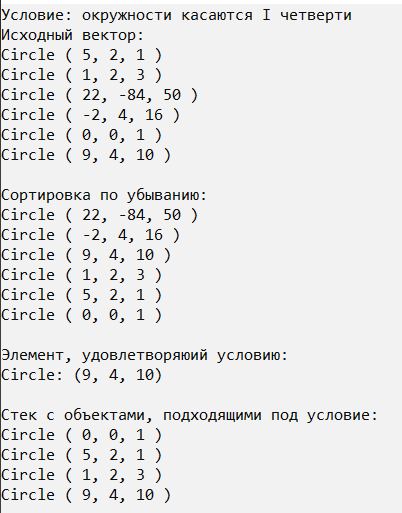 Условие: окружности касаются I четверти
Исходный вектор:
Circle ( 5, 2, 1 )
Circle ( 1, 2, 3 )
Circle ( 22, -84, 50 )
Circle ( -2, 4, 16 )
Circle ( 0, 0, 1 )
Circle ( 9, 4, 10 )
Сортировка по убыванию:
Circle ( 22, -84, 50 )
Circle ( -2, 4, 16 )
Circle ( 9, 4, 10 )
Circle ( 1, 2, 3 )
Circle ( 5, 2, 1 )
Circle ( 0, 0, 1 )
Элемент, удовлетворяюий условию:
Circle: (9, 4, 10)
Стек с объектами, подходящими под условие:
Circle ( 0, 0, 1 )
Circle ( 5, 2, 1 )
Circle ( 1, 2, 3 )
Circle ( 9, 4, 10 )